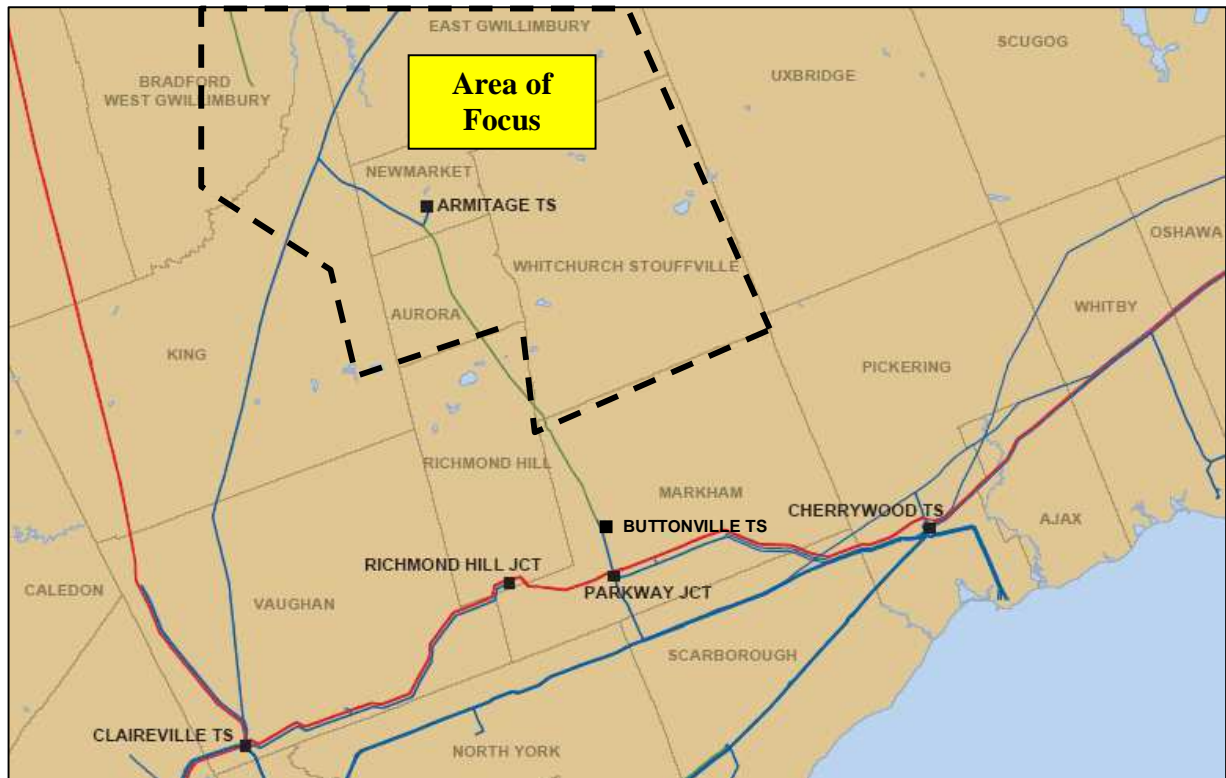 EAST GWILLIMBURY
SCUGOG
BRADFORD
WEST GWILLIMBURY
Area of
Focus
UXBRIDGE
NEWMARKET
ARMITAGE TS
OSHAWA
WHITCHURCH STOUFFVILLE
WHITBY
AURORA
KING
PICKERING
RICHMOND HILL
MARKHAM
CHERRYWOOD TS
BUTTONVILLE TS
AJAX
RICHMOND HILL JCT
CALEDON
VAUGHAN
PARKWAY JCT
SCARBOROUGH
CLAIREVILLE TS
NORTH YORK